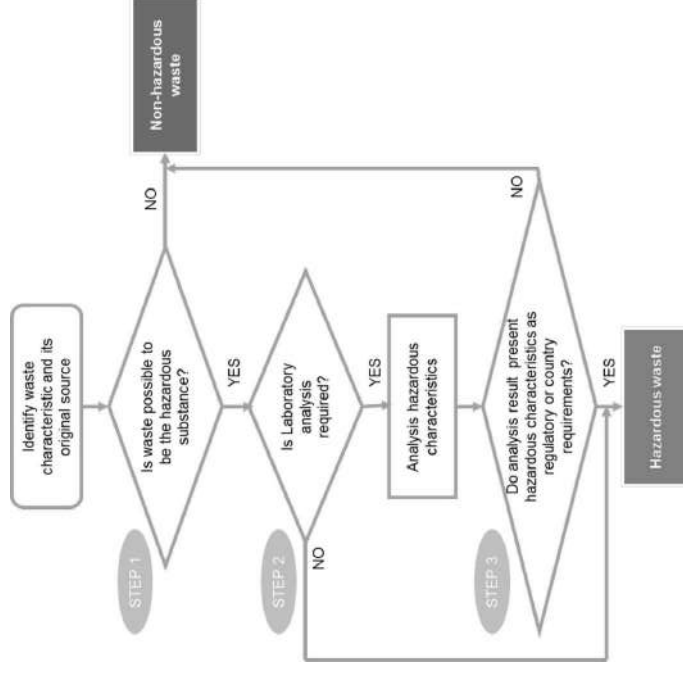 Identify waste
characteristic and its
original source
STEP 1
Is waste possible to
be the hazardous
substance?
NO
Non-hazardous
waste
YES
STEP 2
Is Laboratory
analysis
required?
NO
YES
Analysis hazardous
characteristics
STEP 3
Do analysis result present
hazardous characteristics as
regulatory or country
requirements?
NO
YES
Hazardous waste